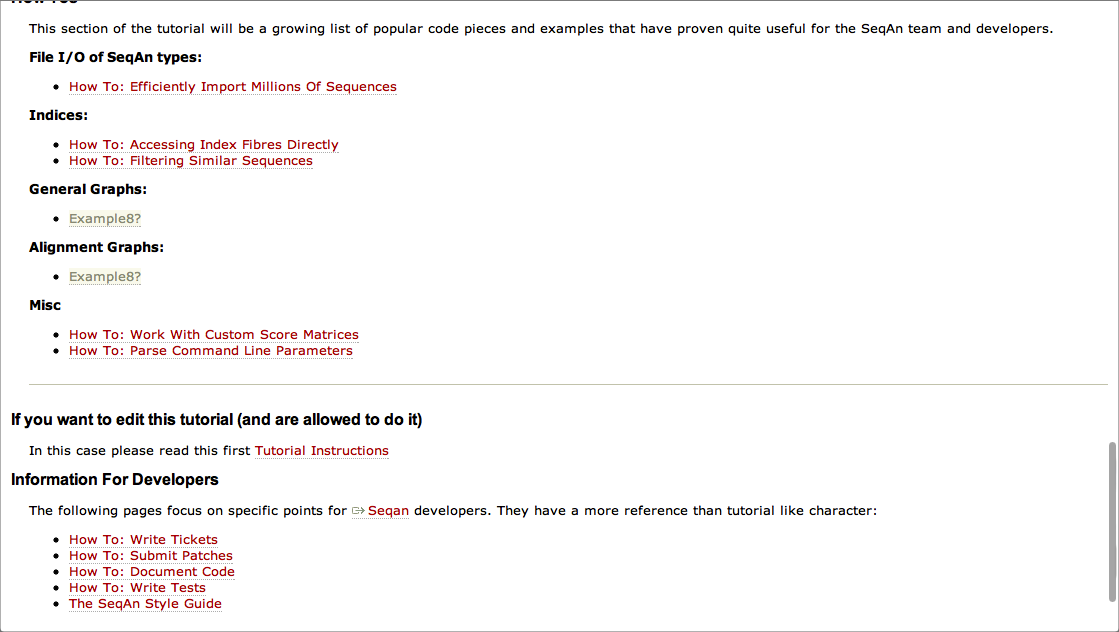 This section of the tutorial will be a growing list of popular code pieces and examples that have proven quite useful for the SeqAn team and developers.
File I/O of SeqAn types:
How To: Efficiently Import Millions Of Sequences
Indices:
How To: Accessing Index Fibres Directly
How To: Filtering Similar Sequences
General Graphs:
Example8?
Alignment Graphs:
Example8?
Misc
How To: Work With Custom Score Matrices
How To: Parse Command Line Parameters
If you want to edit this tutorial (and are allowed to do it)
In this case please read this first Tutorial Instructions
Information For Developers
The following pages focus on specific points for Seqan developers. They have a more reference than tutorial like character:
How To: Write Tickets
How To: Submit Patches
How To: Document Code
How To: Write Tests
The SeqAn Style Guide